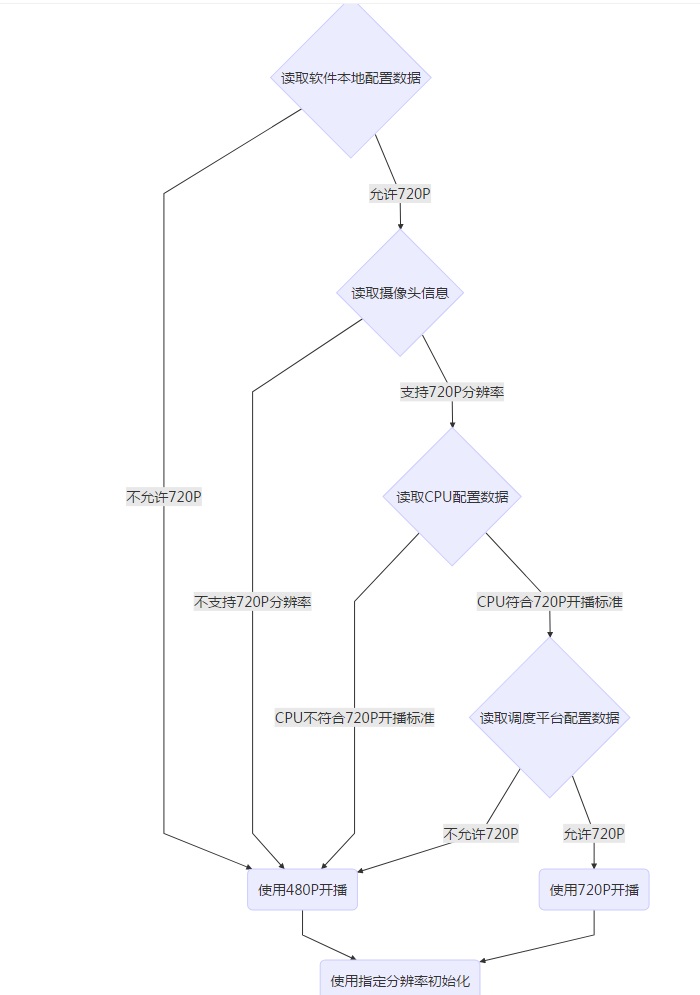 读取软件本地配置数据
允许720P
读取摄像头信息
支持720P分辨率
读取CPU配置数据
不允许720P
不支持720P分辨率
CPU符合720P开播标准
CPU不符合720P开播标准
读取调度平台配置数据
不允许720P
允许720P
使用480P开播
使用720P开播
使用指定分辨率初始化